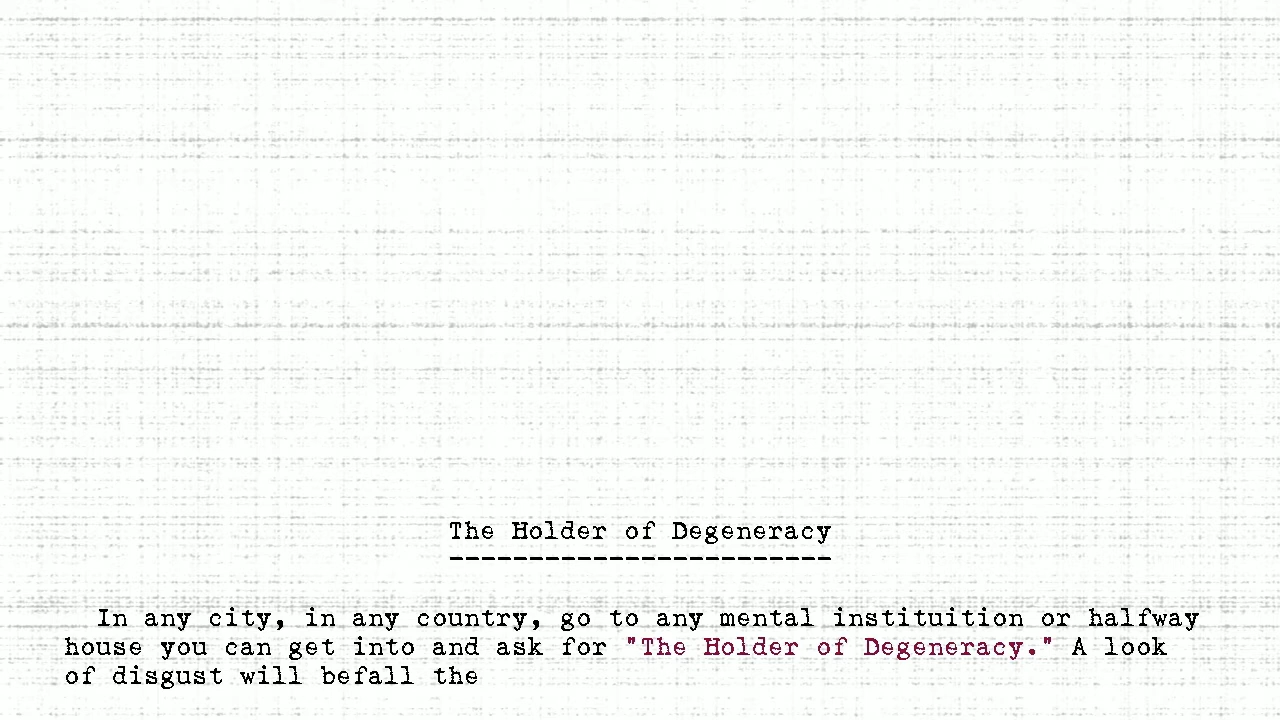 The Holder of Degeneracy
------------------------
In any city, in any country, go to any mental instituition or halfway
house you can get into and ask for "The Holder of Degeneracy." A look
of disgust will befall the